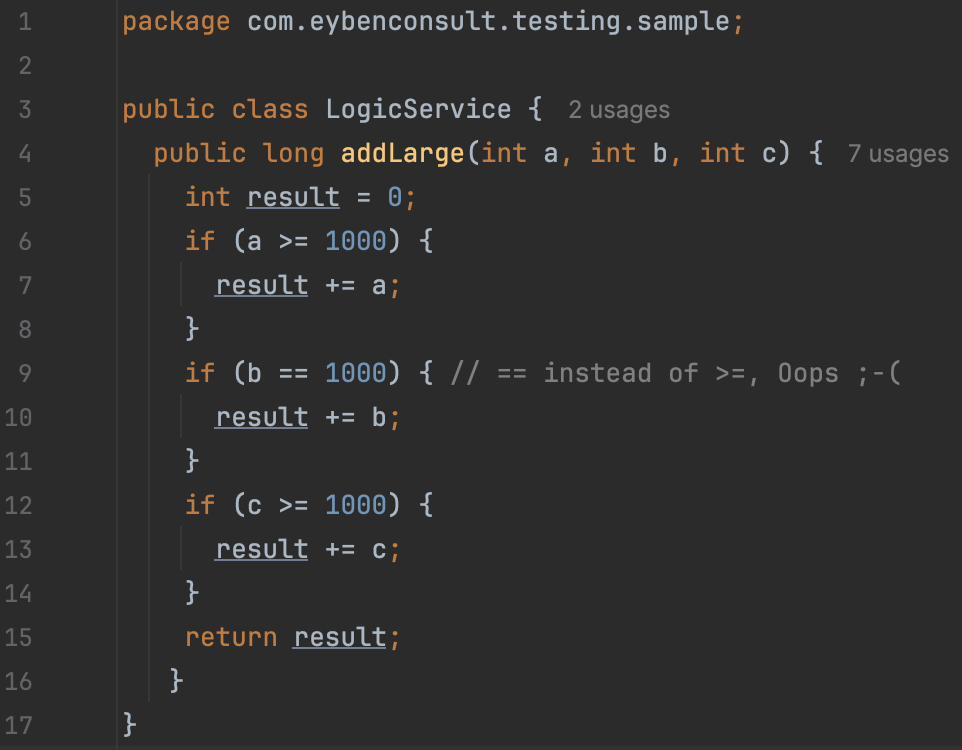 1 package com.eybenconsult.testing.sample;
2
3 public class LogicService { 2 usages
4   public long addLarge(int a, int b, int c) { 7 usages
5     int result = 0;
6     if (a >= 1000) {
7       result += a;
8     }
9     if (b == 1000) { // == instead of >=, Oops ;-(
10       result += b;
11     }
12     if (c >= 1000) {
13       result += c;
14     }
15     return result;
16    }
17 }